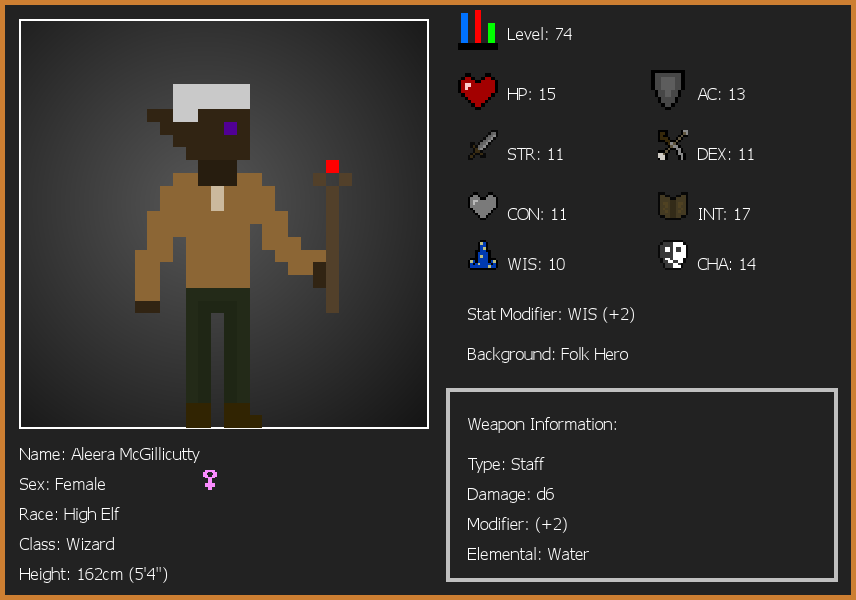 Level: 74
HP: 15
AC: 13
STR: 11
DEX: 11
CON: 11
INT: 17
WIS: 10
CHA: 14
Stat Modifier: WIS (+2)
Background: Folk Hero
Weapon Information:
Type: Staff
Damage: d6
Modifier: (+2)
Elemental: Water
Name: Aleera McGillicutty
Sex: Female
Race: High Elf
Class: Wizard
Height: 162cm (5'4")